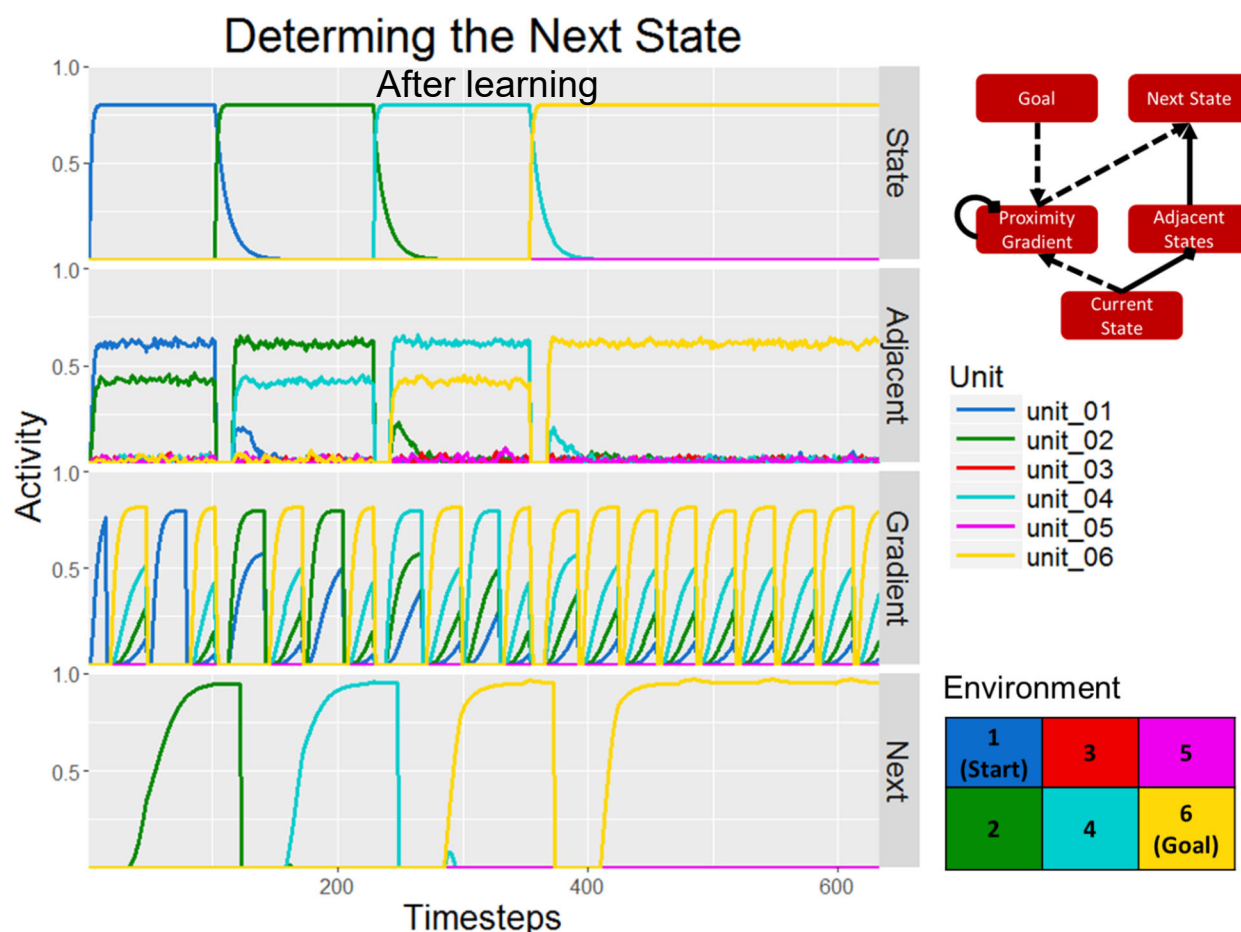 Determing the Next State
After learning
1.0
0.5
State
1.0
0.5
Adjacent
1.0
0.5
Gradient
1.0
0.5
Next
Activity
200
400
600
Timesteps
Goal
Next State
Proximity
Gradient
Adjacent
States
Current
State
Unit
unit_01
unit_02
unit_03
unit_04
unit_05
unit_06
Environment
1
(Start)
3
5
2
4
6
(Goal)